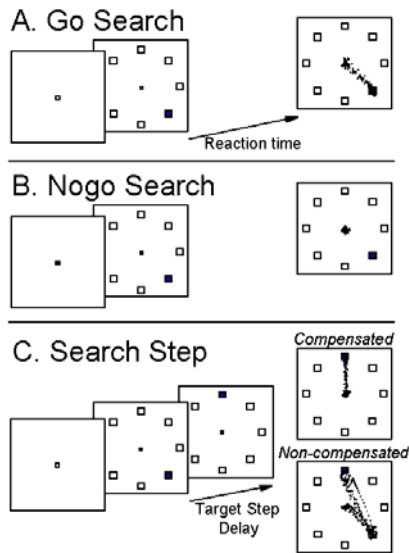 A. Go Search
Reaction time
B. Nogo Search
C. Search Step
Compensated
Non-compensated
Target Step
Delay